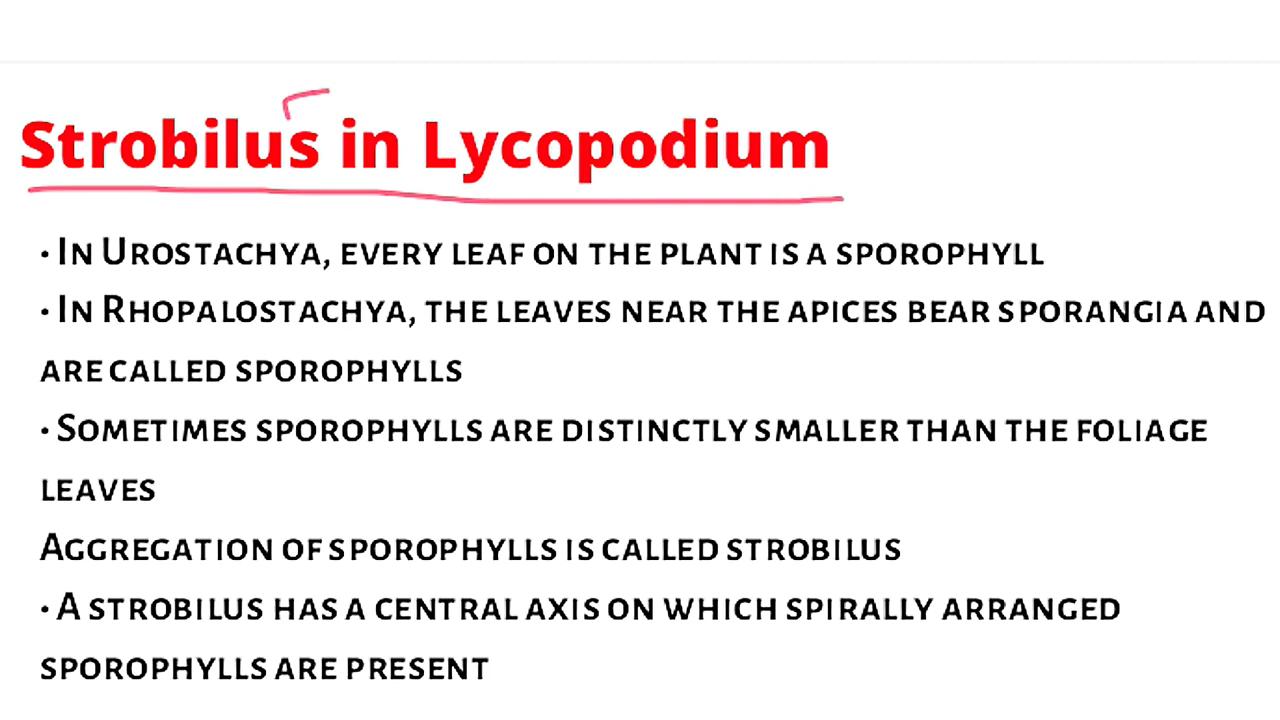 Strobilus in Lycopodium
• In Urostachya, every leaf on the plant is a sporophyll
• In Rhopalostachya, the leaves near the apices bear sporangia and
are called sporophylls
• Sometimes sporophylls are distinctly smaller than the foliage
leaves
Aggregation of sporophylls is called strobilus
• A strobilus has a central axis on which spirally arranged
sporophylls are present